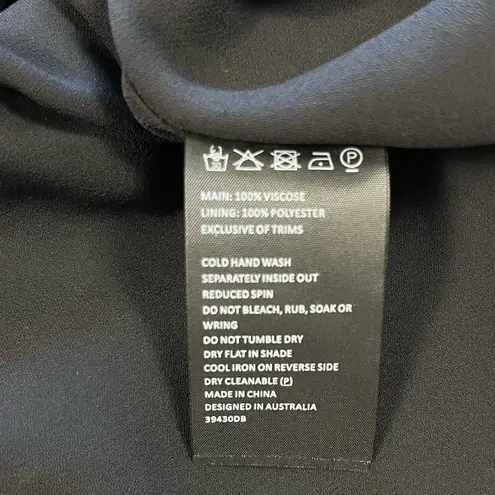 30 P
MAIN: 100% VISCOSE
LINING: 100% POLYESTER
EXCLUSIVE OF TRIMS
COLD HAND WASH
SEPARATELY INSIDE OUT
REDUCED SPIN
DO NOT BLEACH, RUB, SOAK OR
WRING
DO NOT TUMBLE DRY
DRY FLAT IN SHADE
COOL IRON ON REVERSE SIDE
DRY CLEANABLE (P)
MADE IN CHINA
DESIGNED IN AUSTRALIA
39430DB